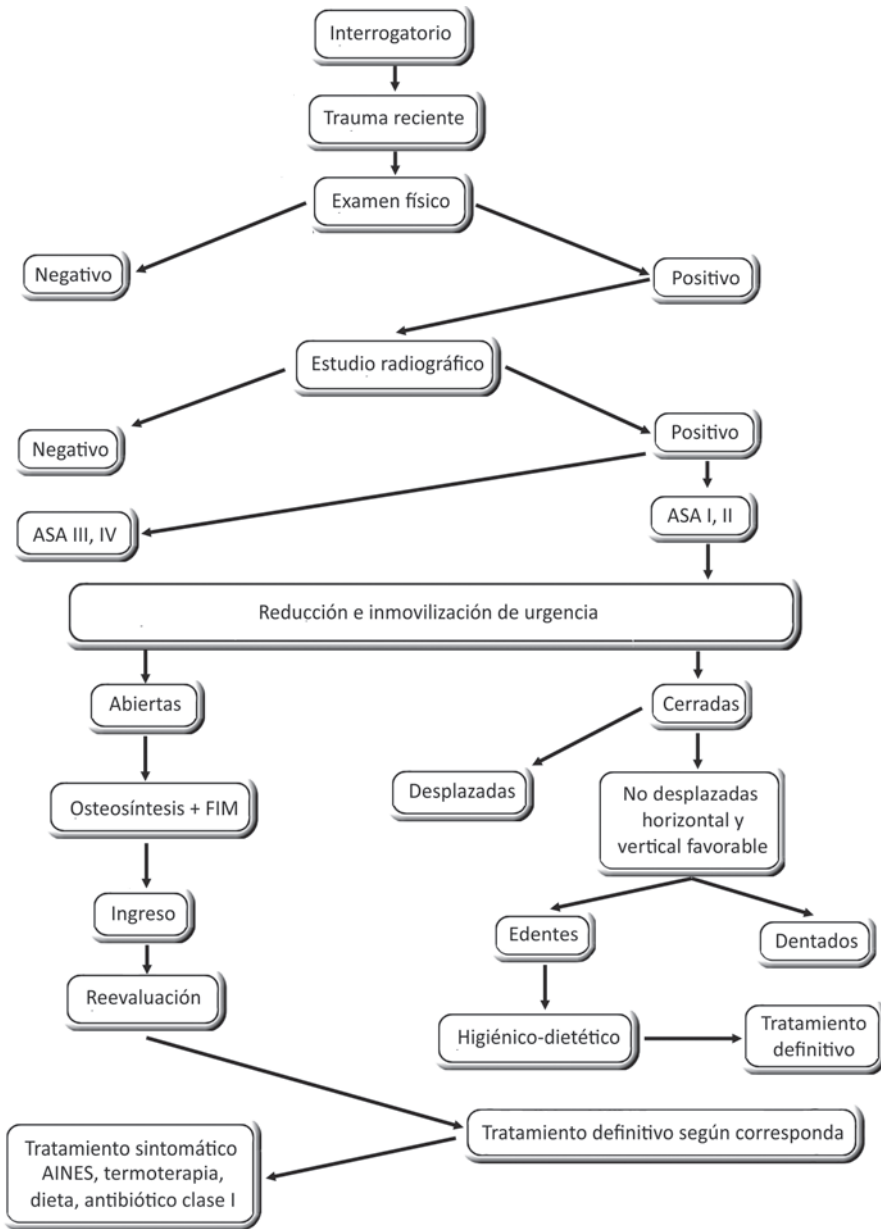 Interrogatorio
Trauma reciente
Examen físico
Negativo
Positivo
Estudio radiográfico
Negativo
Positivo
ASA III, IV
ASA I, II
Reducción e inmovilización de urgencia
Abiertas
Cerradas
Desplazadas
No desplazadas
horizontal y
vertical favorable
Osteosíntesis + FIM
Ingreso
Edentes
Dentados
Reevaluación
Higiénico-dietético
Tratamiento
definitivo
Tratamiento definitivo según corresponda
Tratamiento sintomático
AINES, termoterapia,
dieta, antibiótico clase I